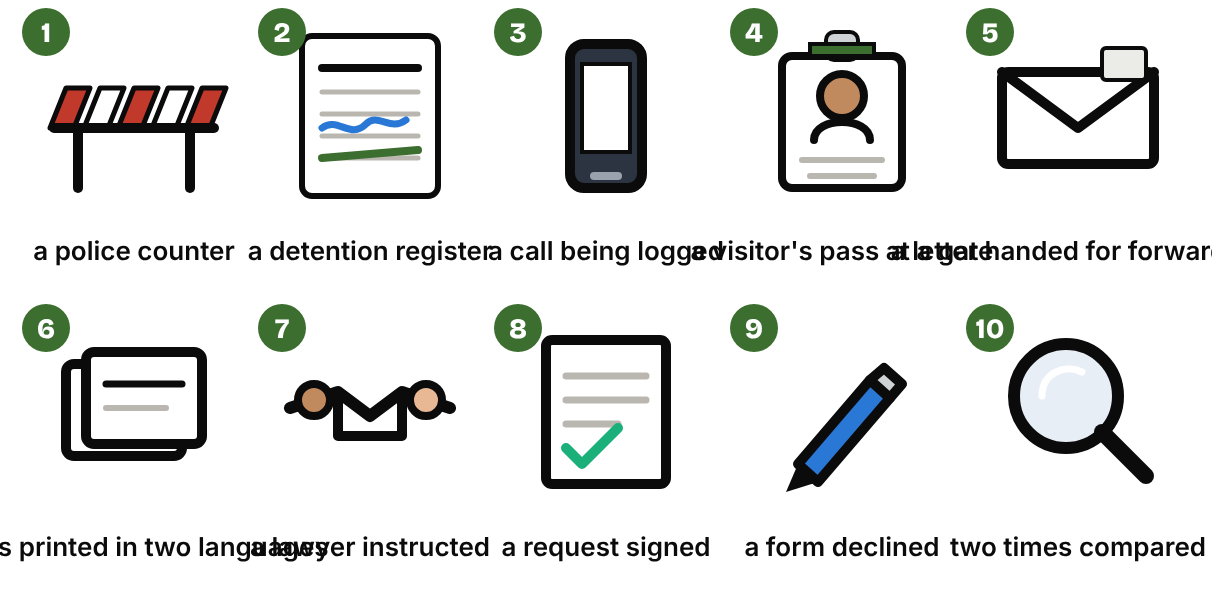 1
2
3
4
5
a police counter
a detention register
a call being logged
a visitor's pass at a gate
a letter handed for forwar
6
7
8
9
10
s printed in two languages
a lawyer instructed
a request signed
a form declined
two times compared